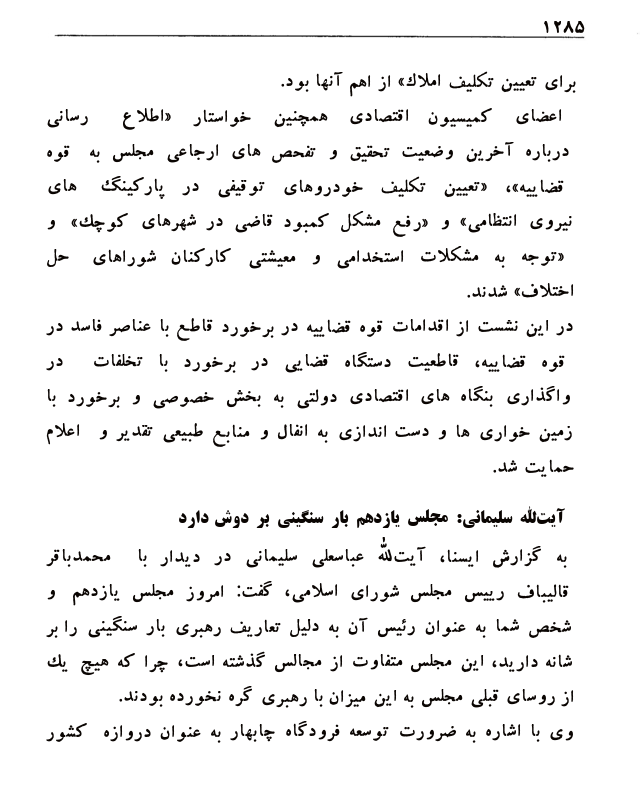 ۱۲۸۵
برای تعیین تکلیف املاک» از اهم آنها بود.
اعضای کمیسیون اقتصادی همچنین خواستار «اطلاع رسانی
درباره آخرین وضعیت تحقیق و تفحص های ارجاعی مجلس به قوه
قضاییه»، «تعیین تکلیف خودروهای توقیفی در پارکینگ های
نیروی انتظامی» و «رفع مشکل کمبود قاضی در شهرهای کوچک» و
«توجه به مشکلات استخدامی و معیشتی کارکنان شوراهای حل
اختلاف» شدند.
در این نشست از اقدامات قوه قضاییه در برخورد قاطع با عناصر فاسد در
قوه قضاییه، قاطعیت دستگاه قضایی در برخورد با تخلفات در
واگذاری بنگاه های اقتصادی دولتی به بخش خصوصی و برخورد با
زمین خواری ها و دست اندازی به انفال و منابع طبیعی تقدیر و اعلام
حمایت شد.
آیت‌الله سلیمانی: مجلس یازدهم بار سنگینی بر دوش دارد
به گزارش ایسنا، آیت‌الله عباسعلی سلیمانی در دیدار با محمدباقر
قالیباف رییس مجلس شورای اسلامی، گفت: امروز مجلس یازدهم و
شخص شما به عنوان رئیس آن به دلیل تعاریف رهبری بار سنگینی را بر
شانه دارید، این مجلس متفاوت از مجالس گذشته است، چرا که هیچ یک
از روسای قبلی مجلس به این میزان با رهبری گره نخورده بودند.
وی با اشاره به ضرورت توسعه فرودگاه چابهار به عنوان دروازه کشور